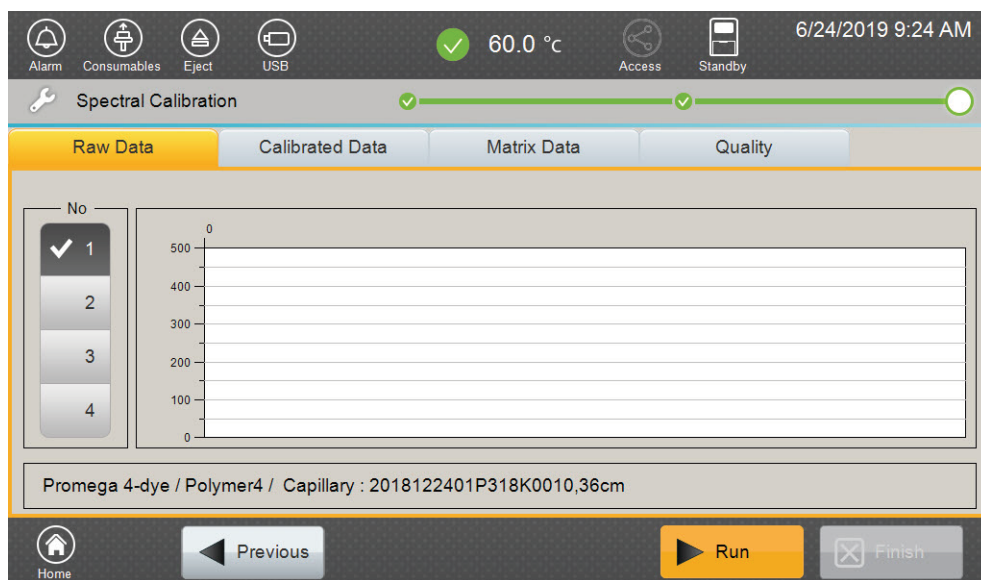 6/24/2019 9:24 AM
60.0 °c
Alarm Consumables Eject USB Access Standby
Spectral Calibration
Raw Data Calibrated Data Matrix Data Quality
No
1
2
3
4
0
500
400
300
200
100
0
Promega 4-dye / Polymer4 / Capillary : 2018122401P318K0010,36cm
Home Previous Run Finish